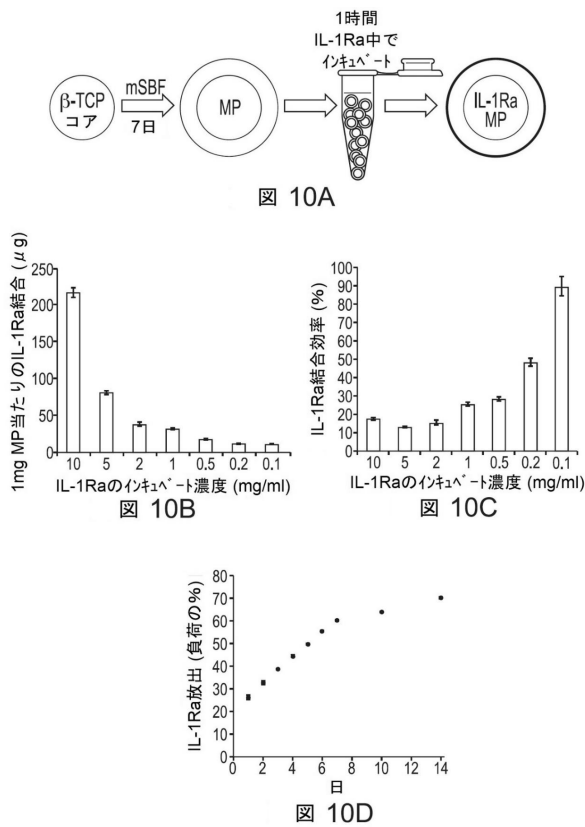 1時間
IL-1Ra中で
インキュベート
β-TCP
コア
mSBF
7日
MP
IL-1Ra
MP
図 10A
1mg MP当たりのIL-1Ra結合 (μg)
250
200
150
100
50
0
10 5 2 1 0.5 0.2 0.1
IL-1Raのインキュベート濃度 (mg/ml)
図 10B
IL-1Ra結合効率 (%)
100
90
80
70
60
50
40
30
20
10
0
10 5 2 1 0.5 0.2 0.1
IL-1Raのインキュベート濃度 (mg/ml)
図 10C
IL-1Ra放出 (負荷の%)
80
70
60
50
40
30
20
10
0
0 2 4 6 8 10 12 14
日
図 10D